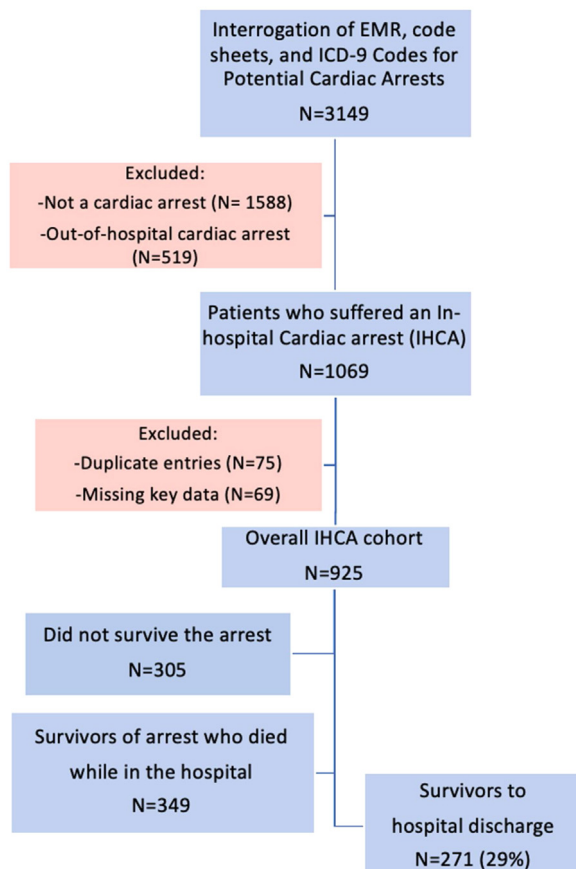 Interrogation of EMR, code
sheets, and ICD-9 Codes for
Potential Cardiac Arrests
N=3149
Excluded:
-Not a cardiac arrest (N= 1588)
-Out-of-hospital cardiac arrest
(N=519)
Patients who suffered an In-
hospital Cardiac arrest (IHCA)
N=1069
Excluded:
-Duplicate entries (N=75)
-Missing key data (N=69)
Overall IHCA cohort
N=925
Did not survive the arrest
N=305
Survivors of arrest who died
while in the hospital
N=349
Survivors to
hospital discharge
N=271 (29%)